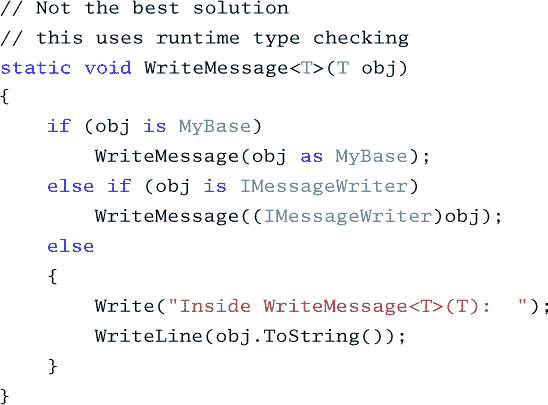 // Not the best solution
// this uses runtime type checking
static void WriteMessage<T>(T obj)
{
    if (obj is MyBase)
        WriteMessage(obj as MyBase);
    else if (obj is IMessageWriter)
        WriteMessage((IMessageWriter)obj);
    else
    {
        Write("Inside WriteMessage<T>(T):  ");
        WriteLine(obj.ToString());
    }
}